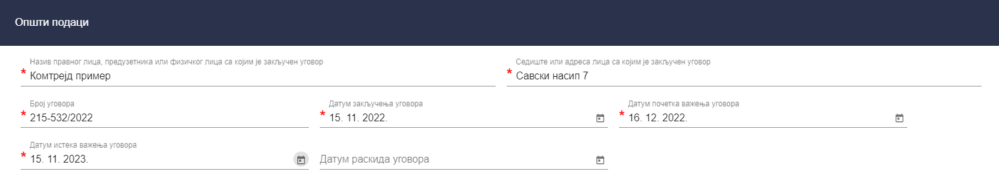 Општи подаци
Назив правног лица, предузетника или физичког лица са којим је закључен уговор
* Комтрејд пример
Седиште или адреса лица са којим је закључен уговор
* Савски насип 7
Број уговора
* 215-532/2022
Датум закључења уговора
* 15. 11. 2022.
Датум почетка важења уговора
* 16. 12. 2022.
Датум истека важења уговора
* 15. 11. 2023.
Датум раскида уговора